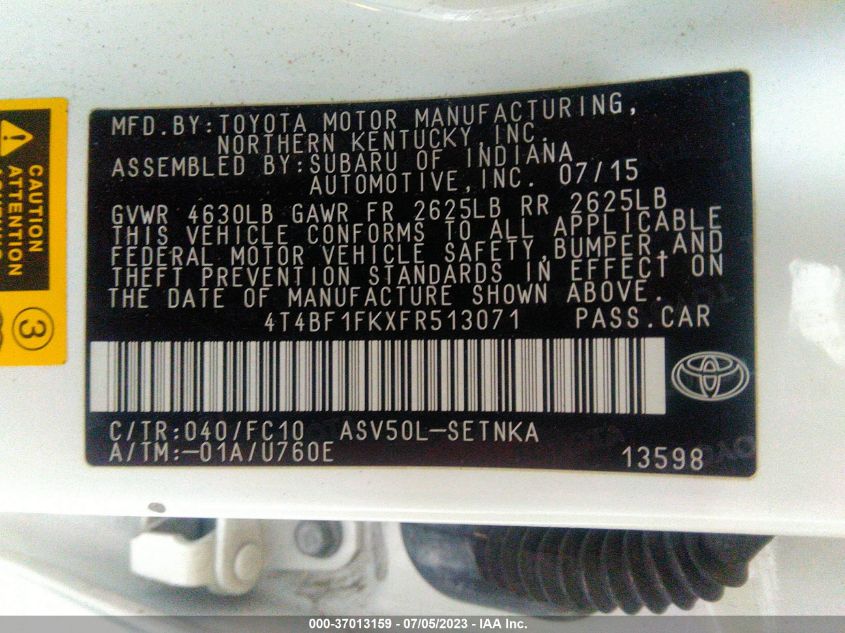 MFD.BY:TOYOTA MOTOR MANUFACTURING,
NORTHERN KENTUCKY,INC.
ASSEMBLED BY:SUBARU OF INDIANA
AUTOMOTIVE,INC. 07/15
GVWR 4630LB GAWR FR 2625LB RR 2625LB
THIS VEHICLE CONFORMS TO ALL APPLICABLE
FEDERAL MOTOR VEHICLE SAFETY,BUMPER,AND
THEFT PREVENTION STANDARDS IN EFFECT ON
THE DATE OF MANUFACTURE SHOWN ABOVE.
4T4BF1FKXFR513071 PASS.CAR
C/TR:040/FC10 ASV50L-SETNKA
A/TM:-01A/U760E
13598
CAUTION
ATTENTION
3
000-37013159 - 07/05/2023 - IAA Inc.